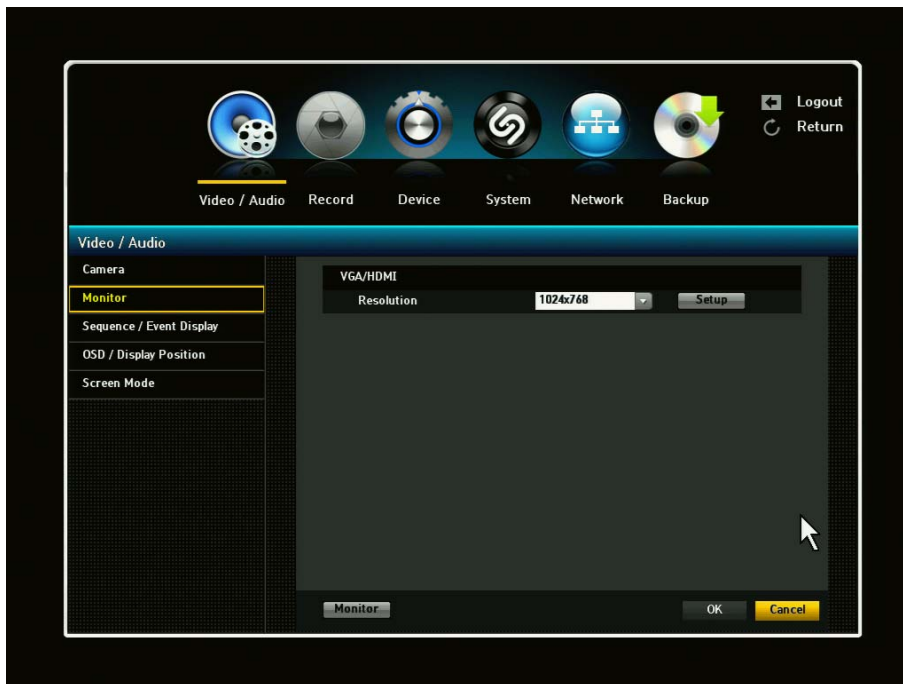 Logout
Return
Video / Audio Record Device System Network Backup
Video / Audio
Camera
Monitor
Sequence / Event Display
OSD / Display Position
Screen Mode
VGA/HDMI
Resolution 1024x768 Setup
Monitor OK Cancel